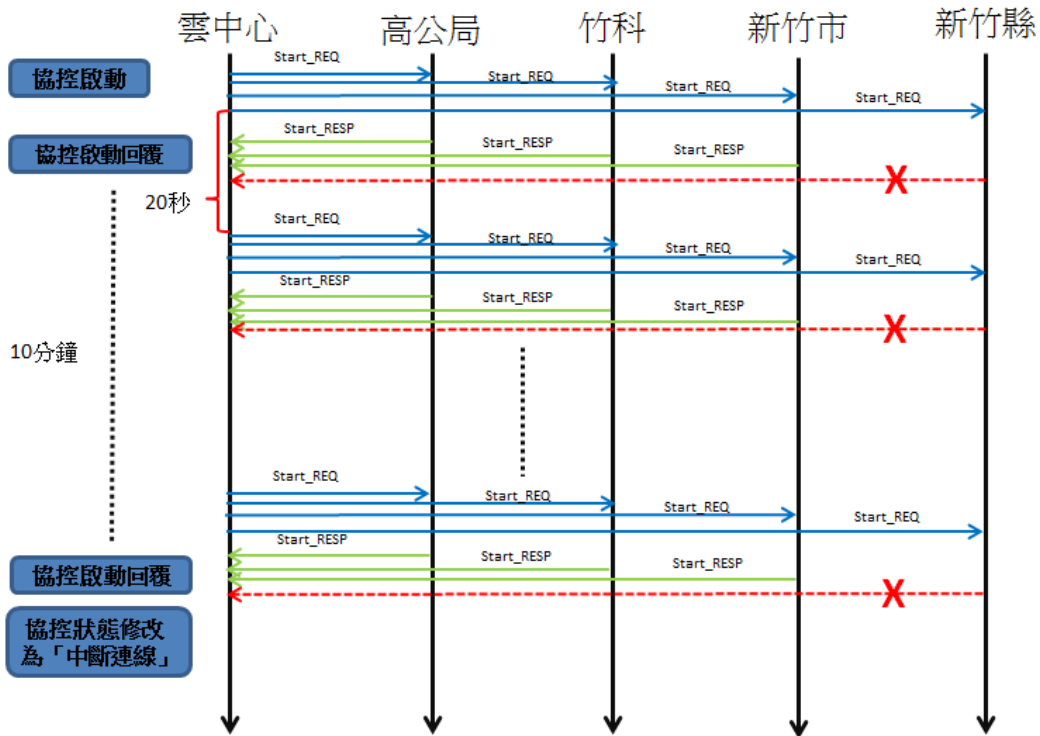 雲中心 高公局 竹科 新竹市 新竹縣
協控啟動
Start_REQ
Start_REQ
Start_REQ
Start_REQ
協控啟動回覆
Start_RESP
Start_RESP
Start_RESP
X
20秒
Start_REQ
Start_REQ
Start_REQ
Start_REQ
Start_RESP
Start_RESP
Start_RESP
X
10分鐘
Start_REQ
Start_REQ
Start_REQ
Start_REQ
Start_RESP
Start_RESP
Start_RESP
協控啟動回覆
X
協控狀態修改
為「中斷連線」